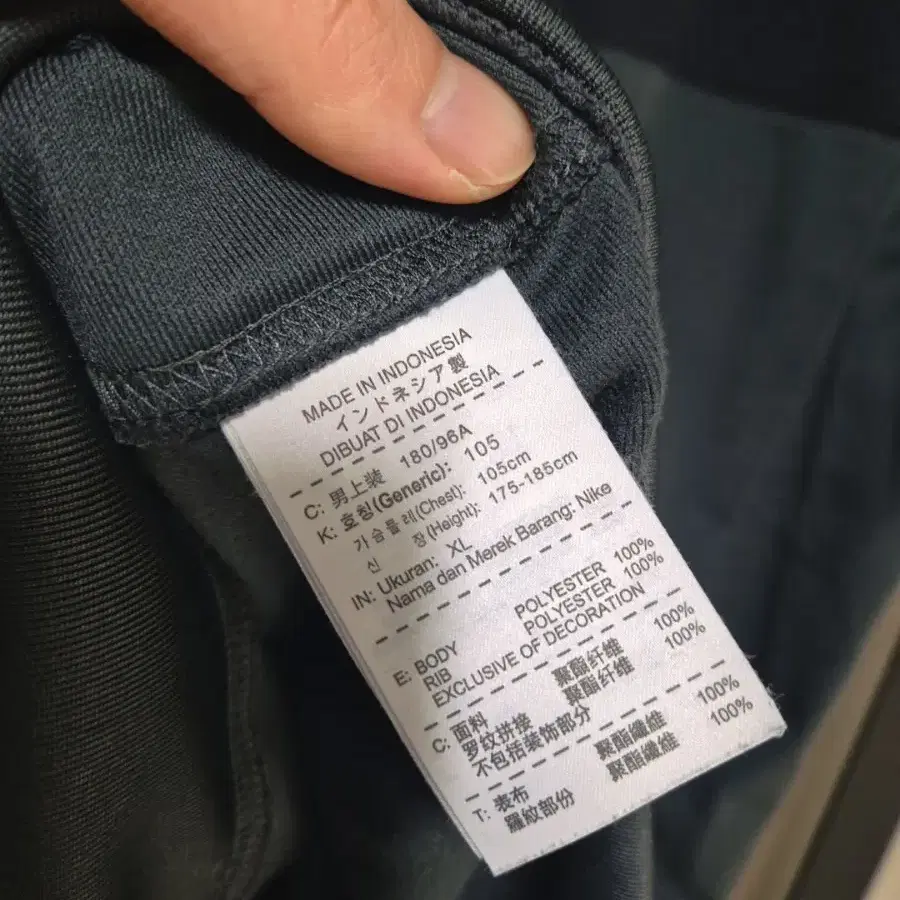 MADE IN INDONESIA
インドネシア製
DIBUAT DI INDONESIA
C: 男上装 180/96A
K: 호칭(Generic): 105
가슴둘레(Chest): 105cm
신 장(Height): 175-185cm
IN: Ukuran: XL
Nama dan Merek Barang: Nike
E: BODY POLYESTER 100%
RIB POLYESTER 100%
EXCLUSIVE OF DECORATION
C: 面料 聚酯纤维 100%
罗纹拼接 聚酯纤维 100%
不包括装饰部分
T: 表布 聚酯纖維 100%
羅紋部份 聚酯纖維 100%